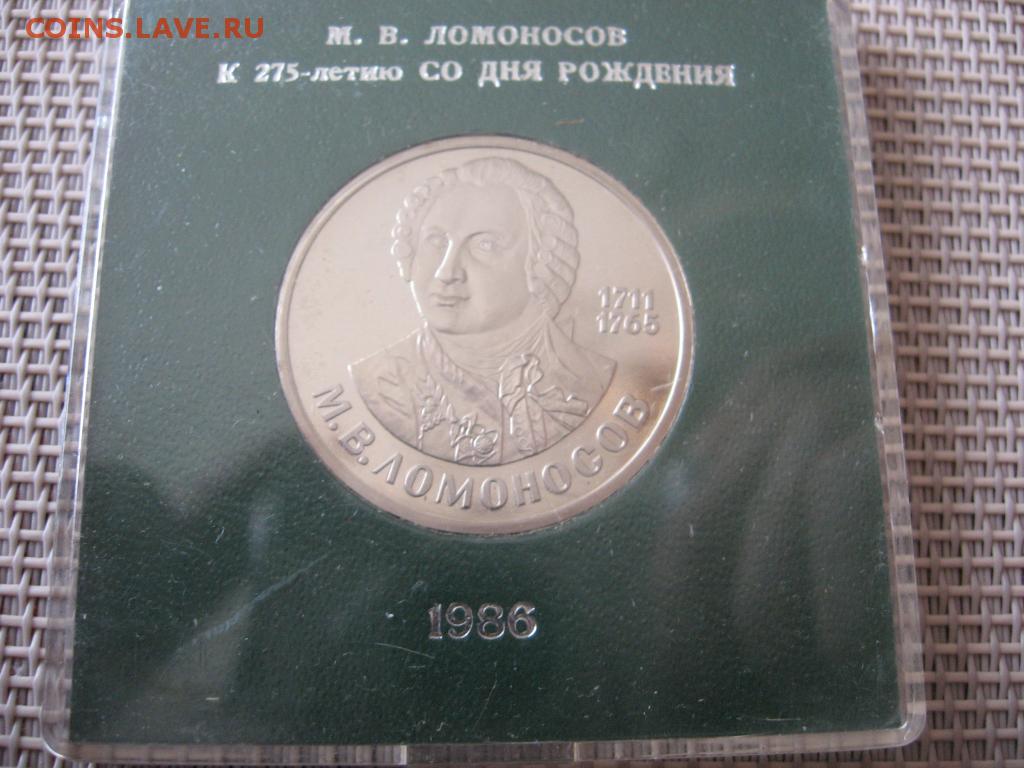 COINS.LAVE.RU
М. В. ЛОМОНОСОВ
К 275-летию СО ДНЯ РОЖДЕНИЯ
1711
1765
М.В.ЛОМОНОСОВ
1986